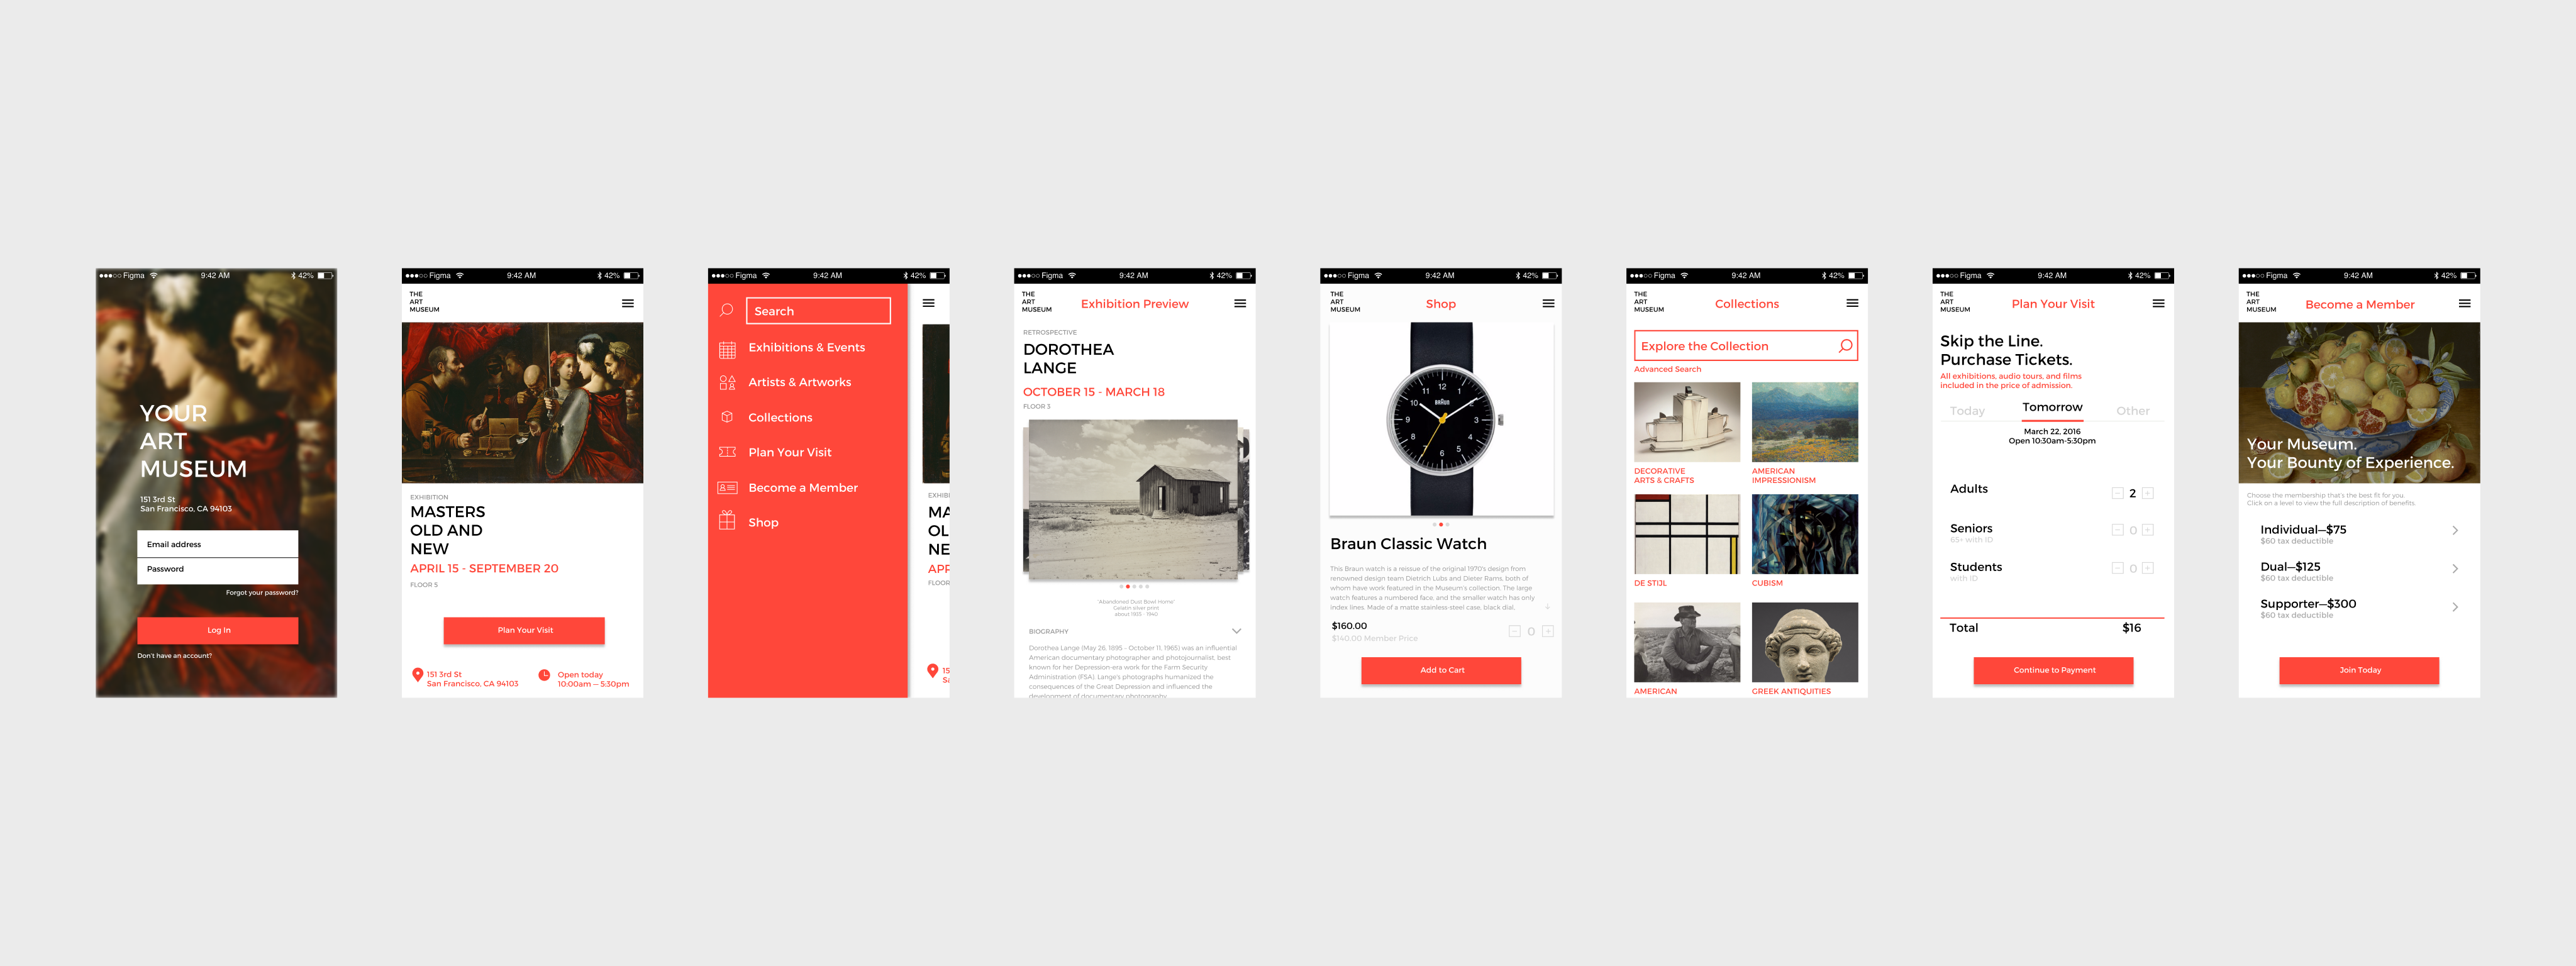 ●●●○○ Figma 9:42 AM 42%
YOUR
ART
MUSEUM
151 3rd St
San Francisco, CA 94103
Email address
Password
Forgot your password?
Log In
Don't have an account?
●●●○○ Figma 9:42 AM 42%
THE
ART
MUSEUM
EXHIBITION
MASTERS
OLD AND
NEW
APRIL 15 - SEPTEMBER 20
FLOOR 5
Plan Your Visit
151 3rd St
San Francisco, CA 94103
Open today
10:00am — 5:30pm
●●●○○ Figma 9:42 AM 42%
Search
Exhibitions & Events
Artists & Artworks
Collections
Plan Your Visit
Become a Member
Shop
EXHIB
MA
OL
NE
APR
FLOOR
15
Sa
●●●○○ Figma 9:42 AM 42%
THE
ART
MUSEUM
Exhibition Preview
RETROSPECTIVE
DOROTHEA
LANGE
OCTOBER 15 - MARCH 18
FLOOR 3
"Abandoned Dust Bowl Home"
Gelatin silver print
about 1935 - 1940
BIOGRAPHY
Dorothea Lange (May 26, 1895 - October 11, 1965) was an influential
American documentary photographer and photojournalist, best
known for her Depression-era work for the Farm Security
Administration (FSA). Lange's photographs humanized the
consequences of the Great Depression and influenced the
development of documentary photography.
●●●○○ Figma 9:42 AM 42%
THE
ART
MUSEUM
Shop
12
11 1
10 BRAUN 2
9 3
8 4
7 5
6
Braun Classic Watch
This Braun watch is a reissue of the original 1970's design from
renowned design team Dietrich Lubs and Dieter Rams, both of
whom have work featured in the Museum's collection. The large
watch features a numbered face, and the smaller watch has only
index lines. Made of a matte stainless-steel case, black dial,
$160.00
$140.00 Member Price
0
Add to Cart
●●●○○ Figma 9:42 AM 42%
THE
ART
MUSEUM
Collections
Explore the Collection
Advanced Search
DECORATIVE
ARTS & CRAFTS
AMERICAN
IMPRESSIONISM
DE STIJL
CUBISM
AMERICAN
GREEK ANTIQUITIES
●●●○○ Figma 9:42 AM 42%
THE
ART
MUSEUM
Plan Your Visit
Skip the Line.
Purchase Tickets.
All exhibitions, audio tours, and films
included in the price of admission.
Today Tomorrow Other
March 22, 2016
Open 10:30am-5:30pm
Adults
2
Seniors
65+ with ID
0
Students
with ID
0
Total $16
Continue to Payment
●●●○○ Figma 9:42 AM 42%
THE
ART
MUSEUM
Become a Member
Your Museum.
Your Bounty of Experience.
Choose the membership that's the best fit for you
Click on a level to view the full description of benefits.
Individual—$75
$60 tax deductible
Dual—$125
$60 tax deductible
Supporter—$300
$60 tax deductible
Join Today